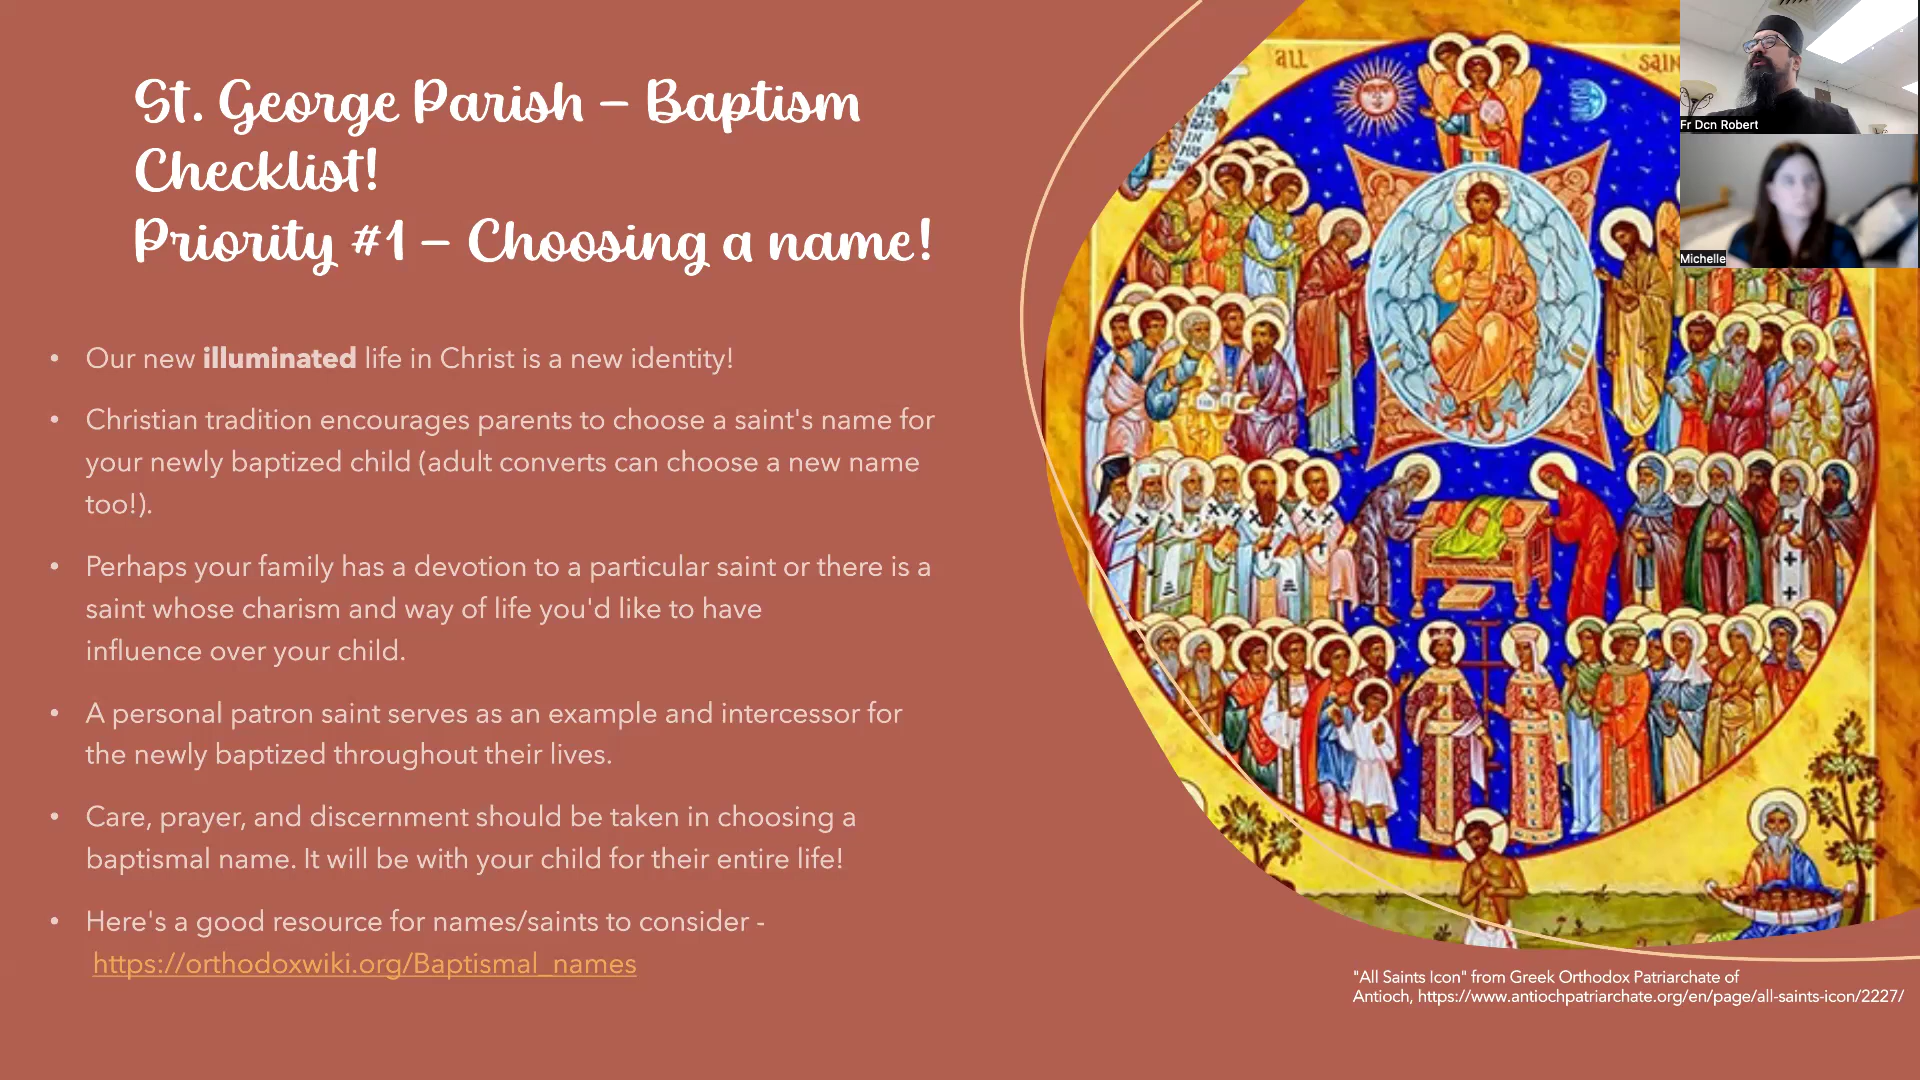 St. George Parish – Baptism
Checklist!
Priority #1 – Choosing a name!
• Our new illuminated life in Christ is a new identity!
• Christian tradition encourages parents to choose a saint's name for
your newly baptized child (adult converts can choose a new name
too!).
• Perhaps your family has a devotion to a particular saint or there is a
saint whose charism and way of life you'd like to have
influence over your child.
• A personal patron saint serves as an example and intercessor for
the newly baptized throughout their lives.
• Care, prayer, and discernment should be taken in choosing a
baptismal name. It will be with your child for their entire life!
• Here's a good resource for names/saints to consider -
https://orthodoxwiki.org/Baptismal_names
ALL
Fr Dcn Robert
Michelle
"All Saints Icon" from Greek Orthodox Patriarchate of
Antioch, https://www.antiochpatriarchate.org/en/page/all-saints-icon/2227/